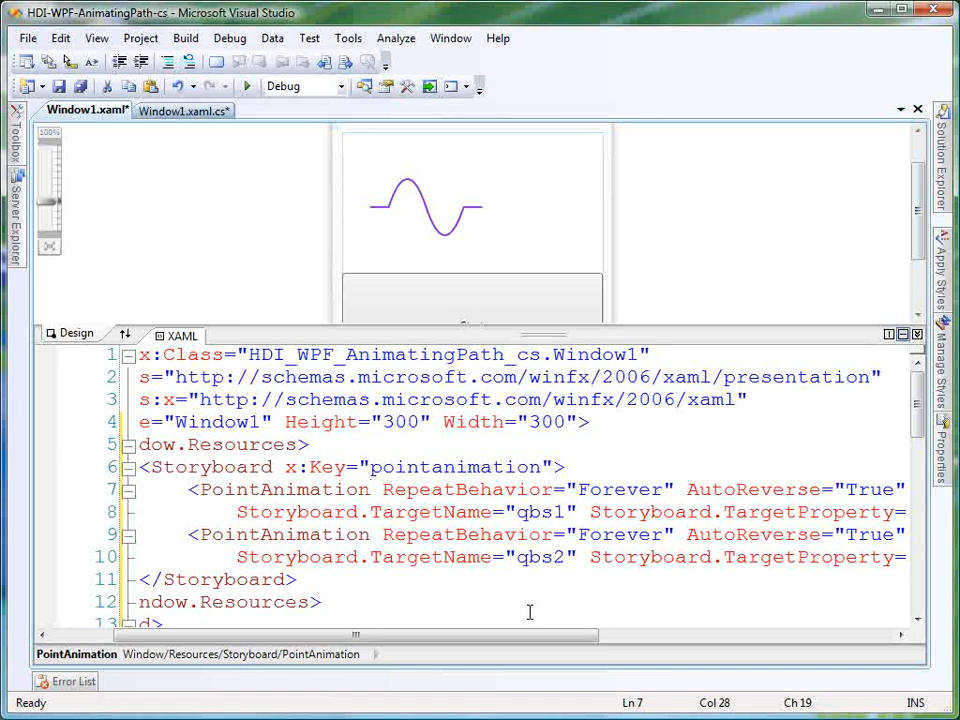 HDI-WPF-AnimatingPath-cs - Microsoft Visual Studio
File Edit View Project Build Debug Data Test Tools Analyze Window Help
Debug
Window1.xaml* Window1.xaml.cs*
Toolbox
Server Explorer
100%
Solution Explorer
Apply Styles
Manage Styles
Properties
Design XAML
1 x:Class="HDI_WPF_AnimatingPath_cs.Window1"
2 s="http://schemas.microsoft.com/winfx/2006/xaml/presentation"
3 s:x="http://schemas.microsoft.com/winfx/2006/xaml"
4 e="Window1" Height="300" Width="300">
5 dow.Resources>
6 <Storyboard x:Key="pointanimation">
7 <PointAnimation RepeatBehavior="Forever" AutoReverse="True"
8 Storyboard.TargetName="qbs1" Storyboard.TargetProperty=
9 <PointAnimation RepeatBehavior="Forever" AutoReverse="True"
10 Storyboard.TargetName="qbs2" Storyboard.TargetProperty=
11 </Storyboard>
12 ndow.Resources>
13 d>
PointAnimation Window/Resources/Storyboard/PointAnimation
Error List
Ready Ln 7 Col 28 Ch 19 INS